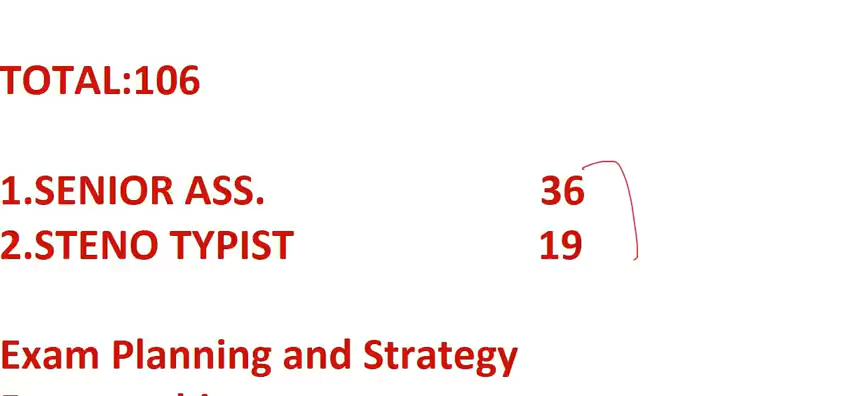 TOTAL:106
1.SENIOR ASS. 36
2.STENO TYPIST 19
Exam Planning and Strategy